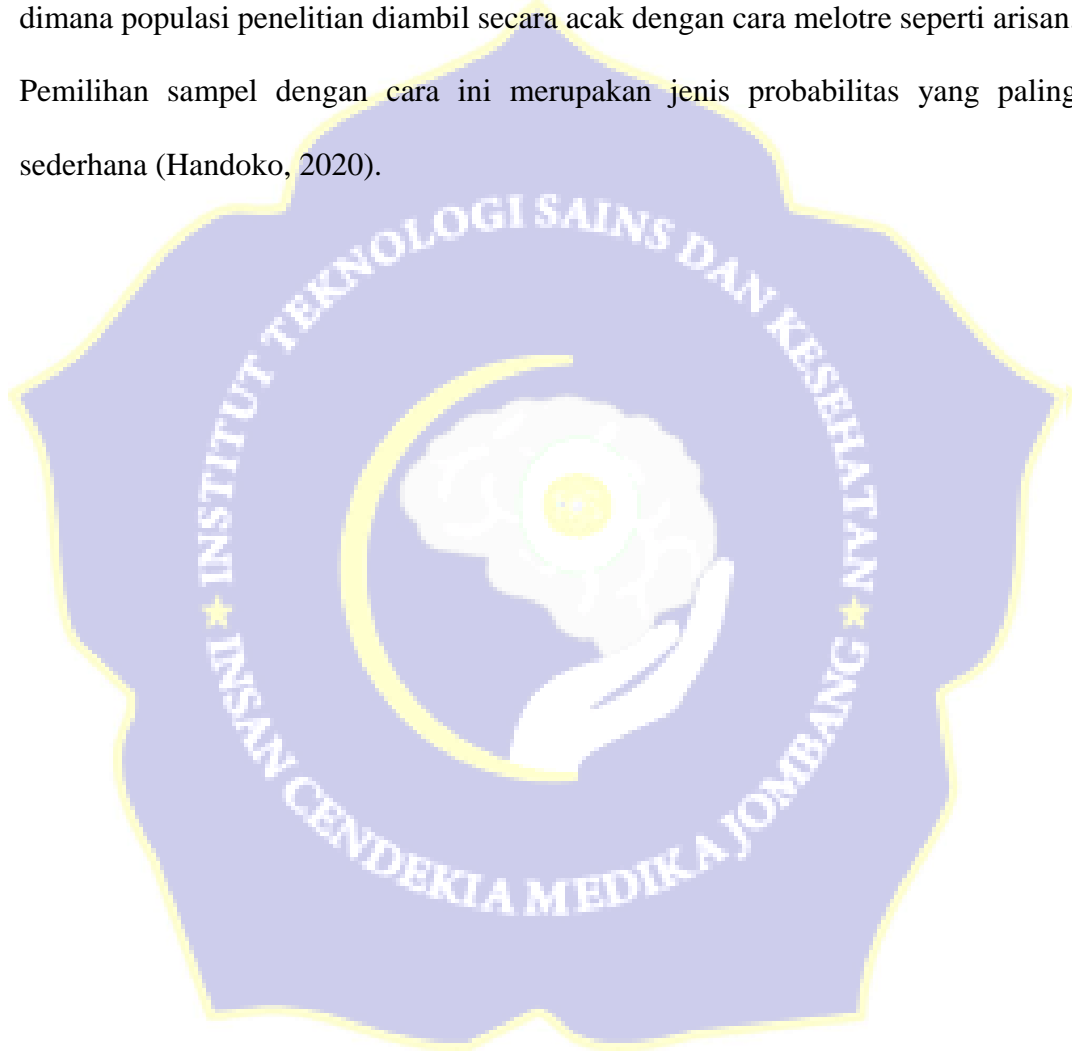 dimana populasi penelitian diambil secara acak dengan cara melotre seperti arisan.
Pemilihan sampel dengan cara ini merupakan jenis probabilitas yang paling
sederhana (Handoko, 2020).
INSTITUT TEKNOLOGI SAINS DAN KESEHATAN
INSAN CENDEKIA MEDIKA JOMBANG